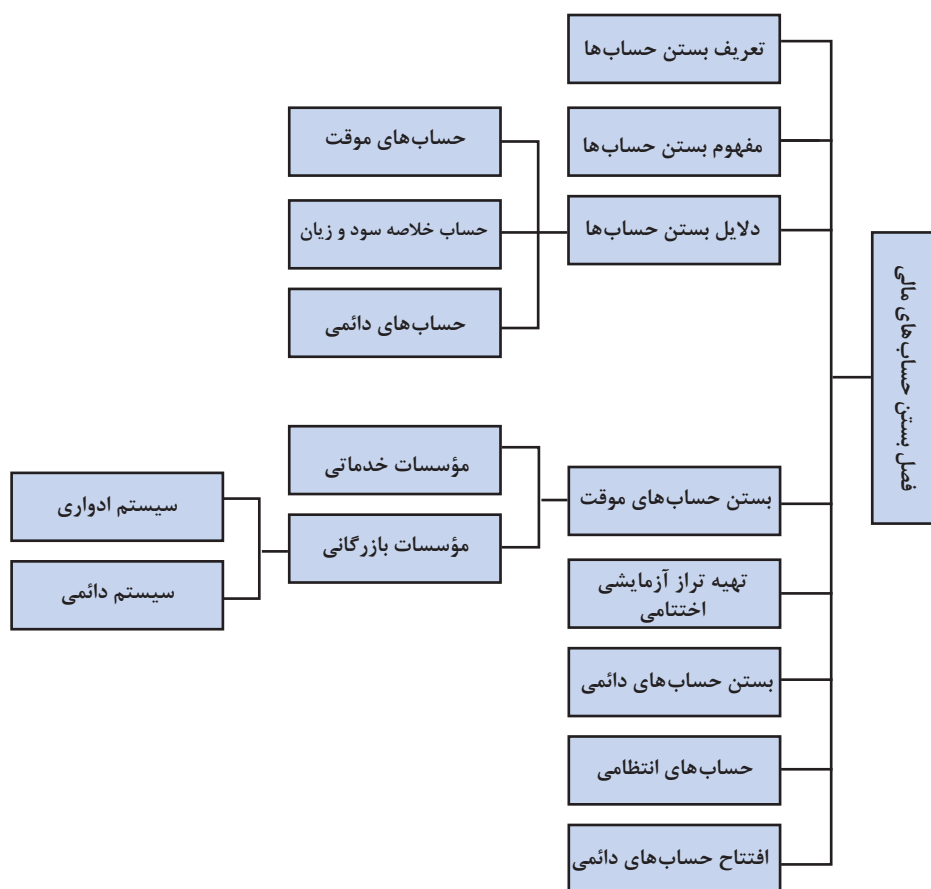 فصل بستن حساب‌های مالی
تعریف بستن حساب‌ها
مفهوم بستن حساب‌ها
دلایل بستن حساب‌ها
حساب‌های موقت
حساب خلاصه سود و زیان
حساب‌های دائمی
بستن حساب‌های موقت
مؤسسات خدماتی
مؤسسات بازرگانی
سیستم ادواری
سیستم دائمی
تهیه تراز آزمایشی
اختتامی
بستن حساب‌های دائمی
حساب‌های انتظامی
افتتاح حساب‌های دائمی